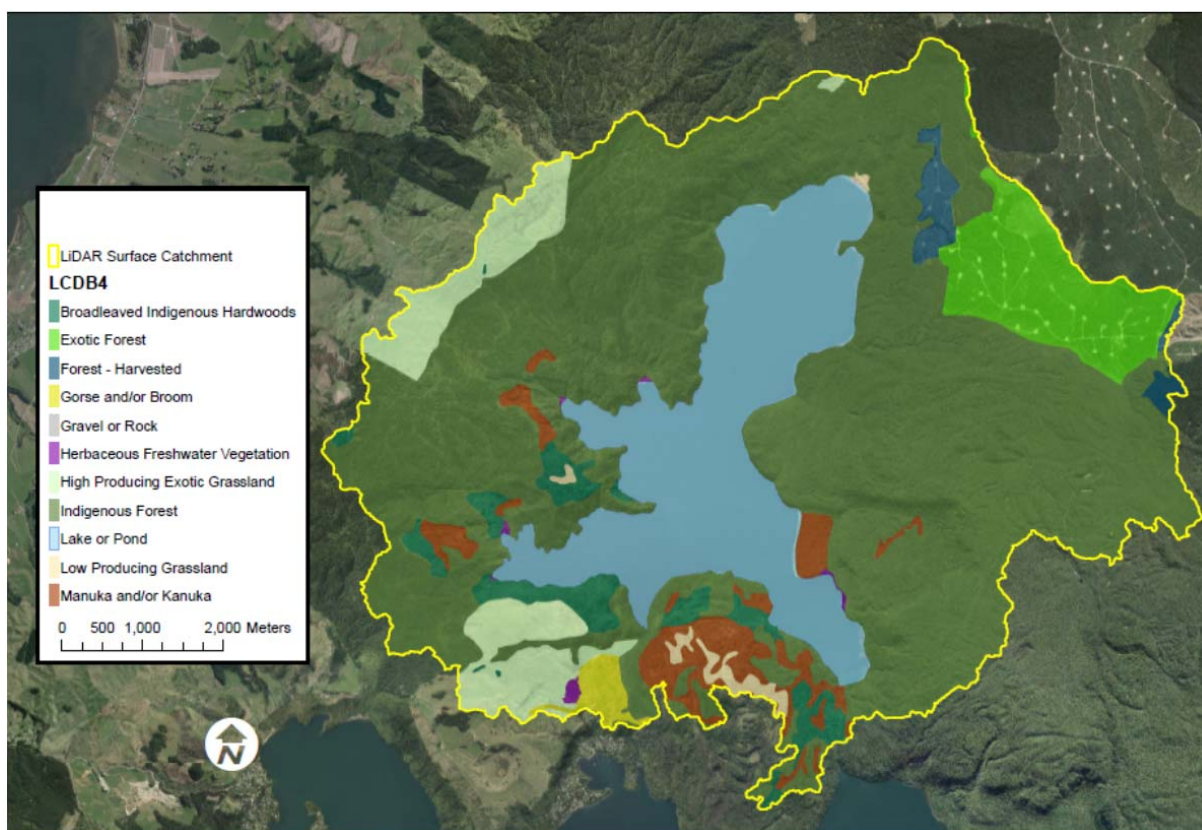 LiDAR Surface Catchment
LCDB4
Broadleaved Indigenous Hardwoods
Exotic Forest
Forest - Harvested
Gorse and/or Broom
Gravel or Rock
Herbaceous Freshwater Vegetation
High Producing Exotic Grassland
Indigenous Forest
Lake or Pond
Low Producing Grassland
Manuka and/or Kanuka
0 500 1,000 2,000 Meters
N